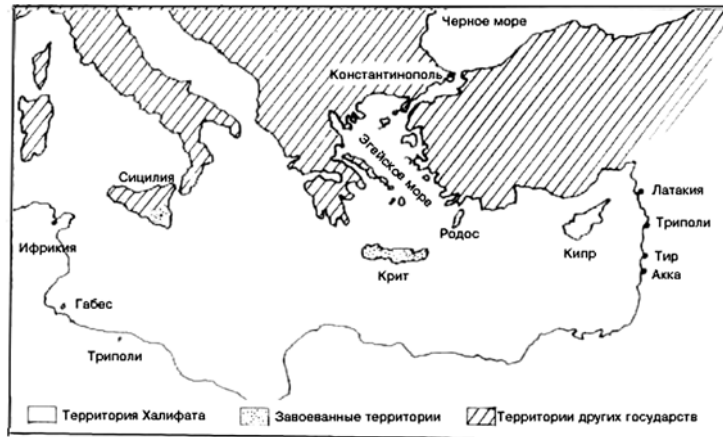 Черное море
Константинополь
Эгейское море
Сицилия
Ифрикия
Габес
Триполи
Крит
Родос
Кипр
Латакия
Триполи
Тир
Акка
Территория Халифата
Завоеванные территории
Территории других государств